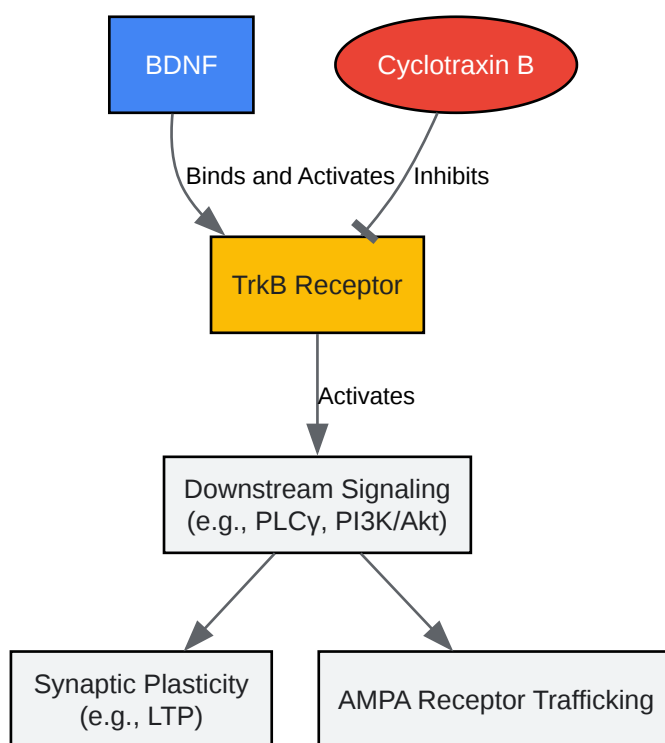 BDNF
Cyclotraxin B
Binds and Activates
Inhibits
TrkB Receptor
Activates
Downstream Signaling
(e.g., PLCγ, PI3K/Akt)
Synaptic Plasticity
(e.g., LTP)
AMPA Receptor Trafficking